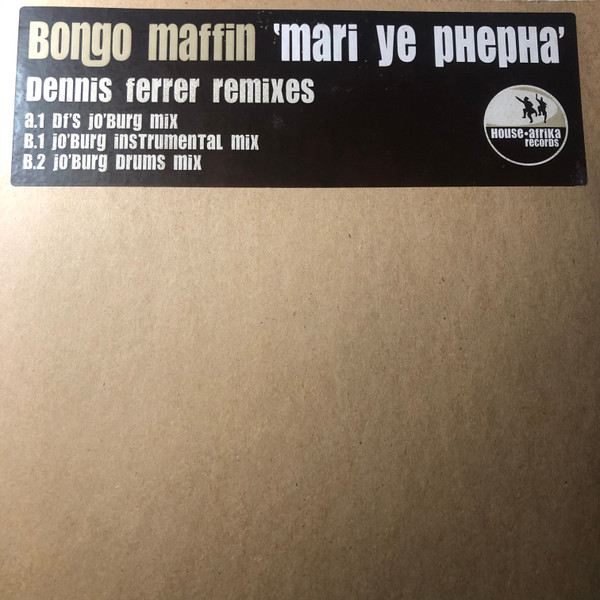 Bongo maffin 'mari ye pHepHa'
Dennis ferrer remixes
a.1 Df's jo'Burg mix
B.1 jo'Burg instrumental mix
B.2 jo'Burg Drums mix
House•afrika
records